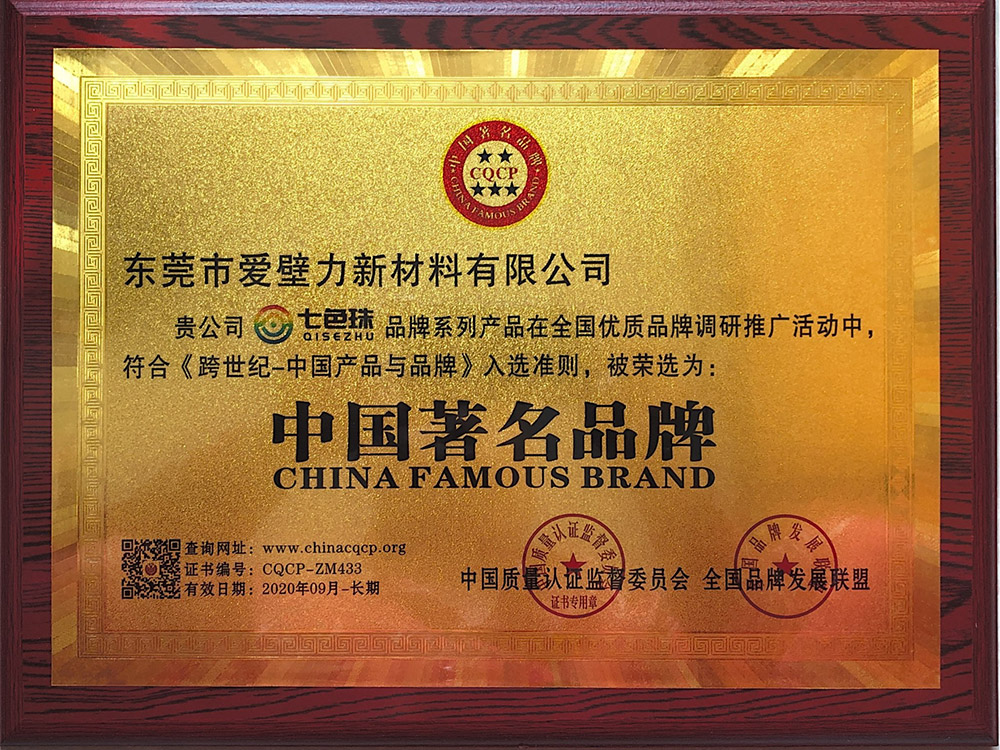 中国著名品牌
CQCP
CHINA FAMOUS BRAND
东莞市爱壁力新材料有限公司
贵公司 七色珠 QISEZHU 品牌系列产品在全国优质品牌调研推广活动中，
符合《跨世纪-中国产品与品牌》入选准则，被荣选为：
中国著名品牌
CHINA FAMOUS BRAND
查询网址：www.chinacqcp.org
证书编号：CQCP-ZM433
有效日期：2020年09月-长期
中国质量认证监督委员会 全国品牌发展联盟
证书专用章